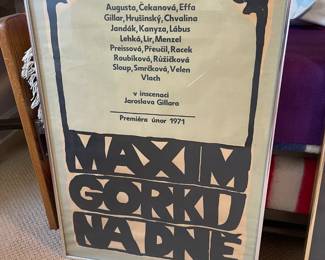 Augusta, Čekanová, Effa
Gillar, Hrušínský, Chvalina
Jandák, Kanyza, Lábus
Lehká, Lír, Menzel
Preissová, Přeučil, Racek
Roubíková, Růžičková
Sloup, Smrčková, Velen
Vlach
v inscenaci
Jaroslava Gillara
Premiéra únor 1971
MAXIM
GORKIJ
NA DNĚ